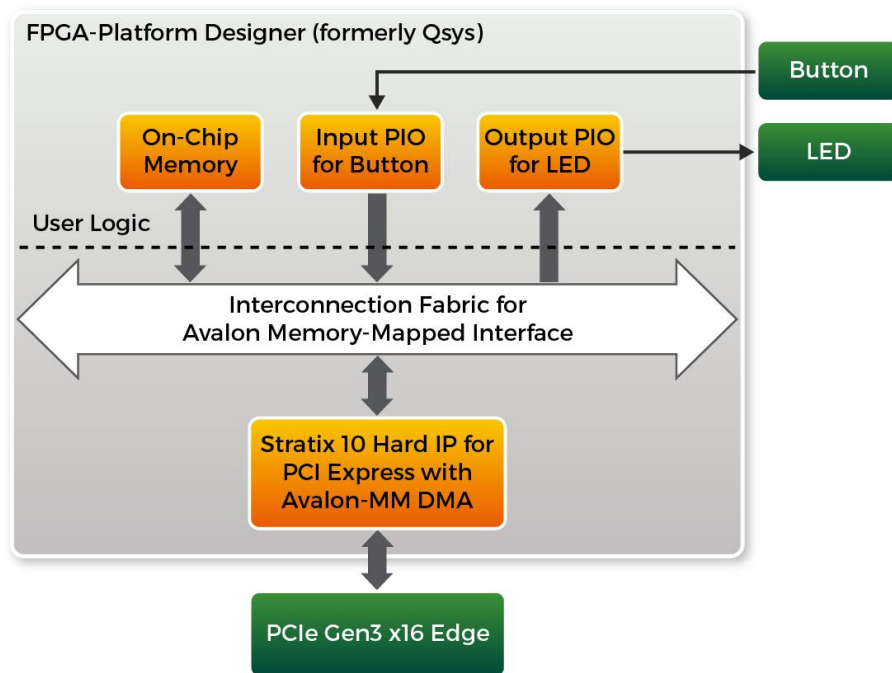 FPGA-Platform Designer (formerly Qsys)
Button
On-Chip
Memory
Input PIO
for Button
Output PIO
for LED
LED
User Logic
Interconnection Fabric for
Avalon Memory-Mapped Interface
Stratix 10 Hard IP for
PCI Express with
Avalon-MM DMA
PCIe Gen3 x16 Edge